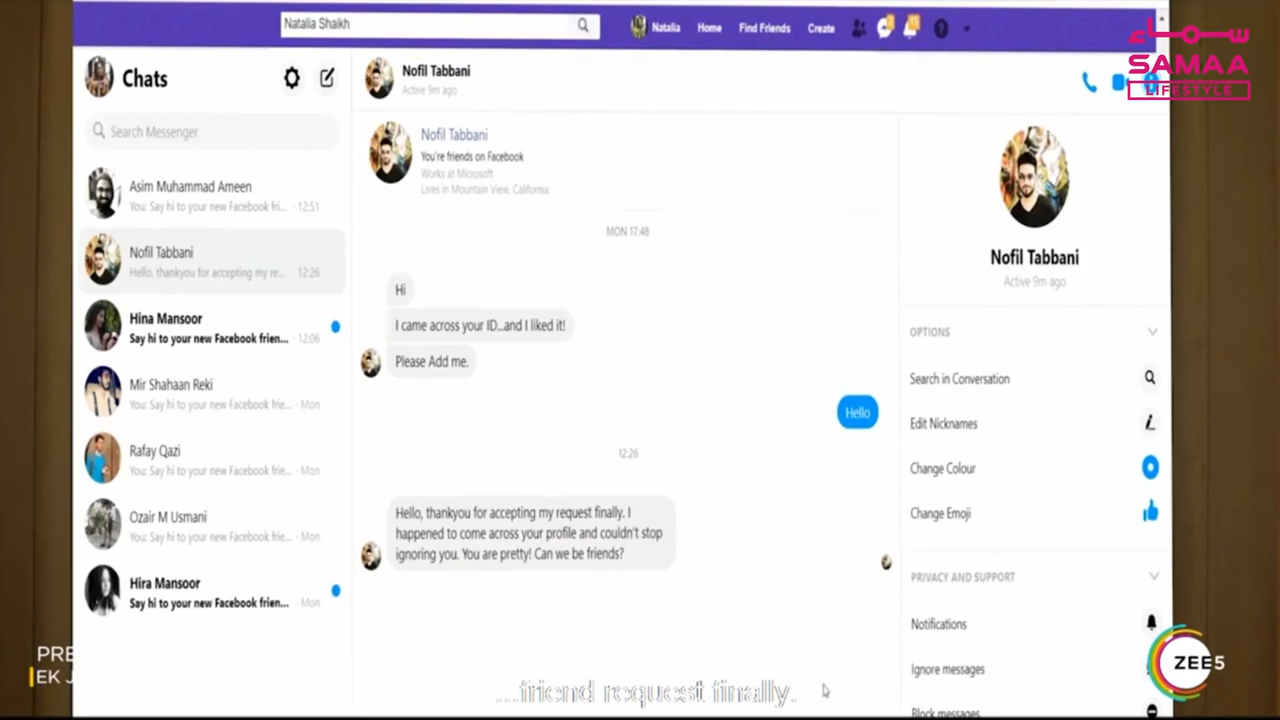 Natalia Shaikh
Natalia
Home
Find Friends
Create
سماء
SAMAA
LIFESTYLE
Chats
Search Messenger
Asim Muhammad Ameen
You: Say hi to your new Facebook fri... · 12:51
Nofil Tabbani
Hello, thankyou for accepting my re... · 12:26
Hina Mansoor
Say hi to your new Facebook frien... · 12:06
Mir Shahaan Reki
You: Say hi to your new Facebook frie... · Mon
Rafay Qazi
You: Say hi to your new Facebook frie... · Mon
Ozair M Usmani
You: Say hi to your new Facebook frie... · Mon
Hira Mansoor
Say hi to your new Facebook frien... · Mon
Nofil Tabbani
Active 9m ago
Nofil Tabbani
You're friends on Facebook
Works at Microsoft
Lives in Mountain View, California
MON 17:48
Hi
I came across your ID...and I liked it!
Please Add me.
Hello
12:26
Hello, thankyou for accepting my request finally. I
happened to come across your profile and couldn't stop
ignoring you. You are pretty! Can we be friends?
Nofil Tabbani
Active 9m ago
OPTIONS
Search in Conversation
Edit Nicknames
Change Colour
Change Emoji
PRIVACY AND SUPPORT
Notifications
Ignore messages
Block messages
PRE
EK J
...friend request finally.
ZEE5